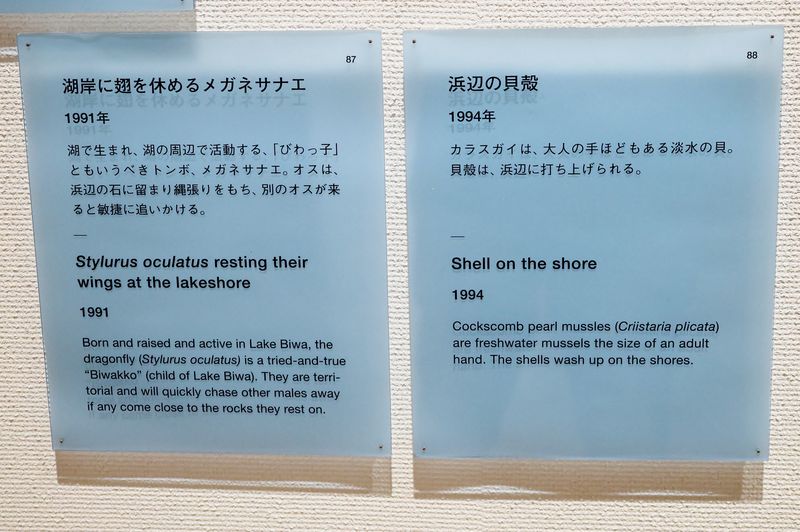 87
湖岸に翅を休めるメガネサナエ
1991年
湖で生まれ、湖の周辺で活動する、「びわっ子」
ともいうべきトンボ、メガネサナエ。オスは、
浜辺の石に留まり縄張りをもち、別のオスが来
ると敏捷に追いかける。
—
Stylurus oculatus resting their
wings at the lakeshore
1991
Born and raised and active in Lake Biwa, the
dragonfly (Stylurus oculatus) is a tried-and-true
“Biwakko” (child of Lake Biwa). They are terri-
torial and will quickly chase other males away
if any come close to the rocks they rest on.
88
浜辺の貝殻
1994年
カラスガイは、大人の手ほどもある淡水の貝。
貝殻は、浜辺に打ち上げられる。
—
Shell on the shore
1994
Cockscomb pearl mussles (Criistaria plicata)
are freshwater mussels the size of an adult
hand. The shells wash up on the shores.